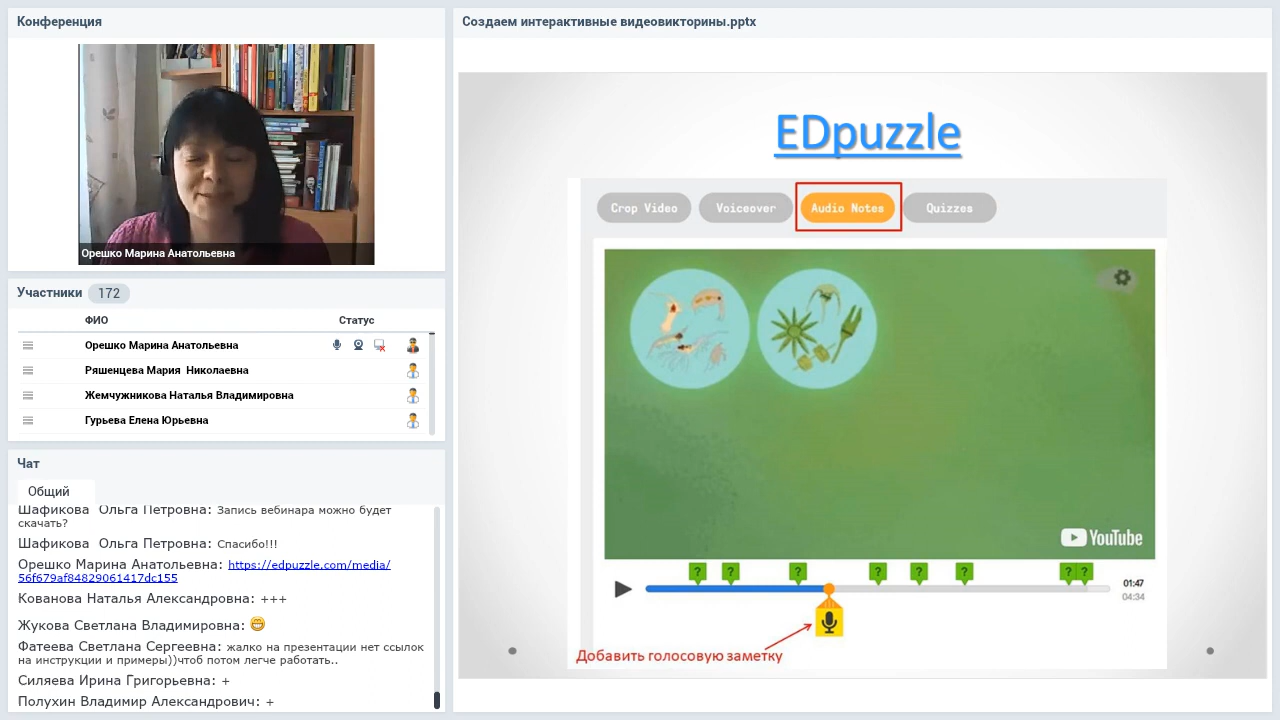 Конференция
Орешко Марина Анатольевна
Участники 172
ФИО Статус
Орешко Марина Анатольевна
Ряшенцева Мария Николаевна
Жемчужникова Наталья Владимировна
Гурьева Елена Юрьевна
Чат
Общий
Шафикова Ольга Петровна: Запись вебинара можно будет
скачать?
Шафикова Ольга Петровна: Спасибо!!!
Орешко Марина Анатольевна: https://edpuzzle.com/media/
56f679af84829061417dc155
Кованова Наталья Александровна: +++
Жукова Светлана Владимировна:
Фатеева Светлана Сергеевна: жалко на презентации нет ссылок
на инструкции и примеры))чтоб потом легче работать..
Силяева Ирина Григорьевна: +
Полухин Владимир Александрович: +
Создаем интерактивные видеовикторины.pptx
EDpuzzle
Crop Video Voiceover Audio Notes Quizzes
YouTube
? ? ? ? ? ? ? ?
01:47
04:34
Добавить голосовую заметку